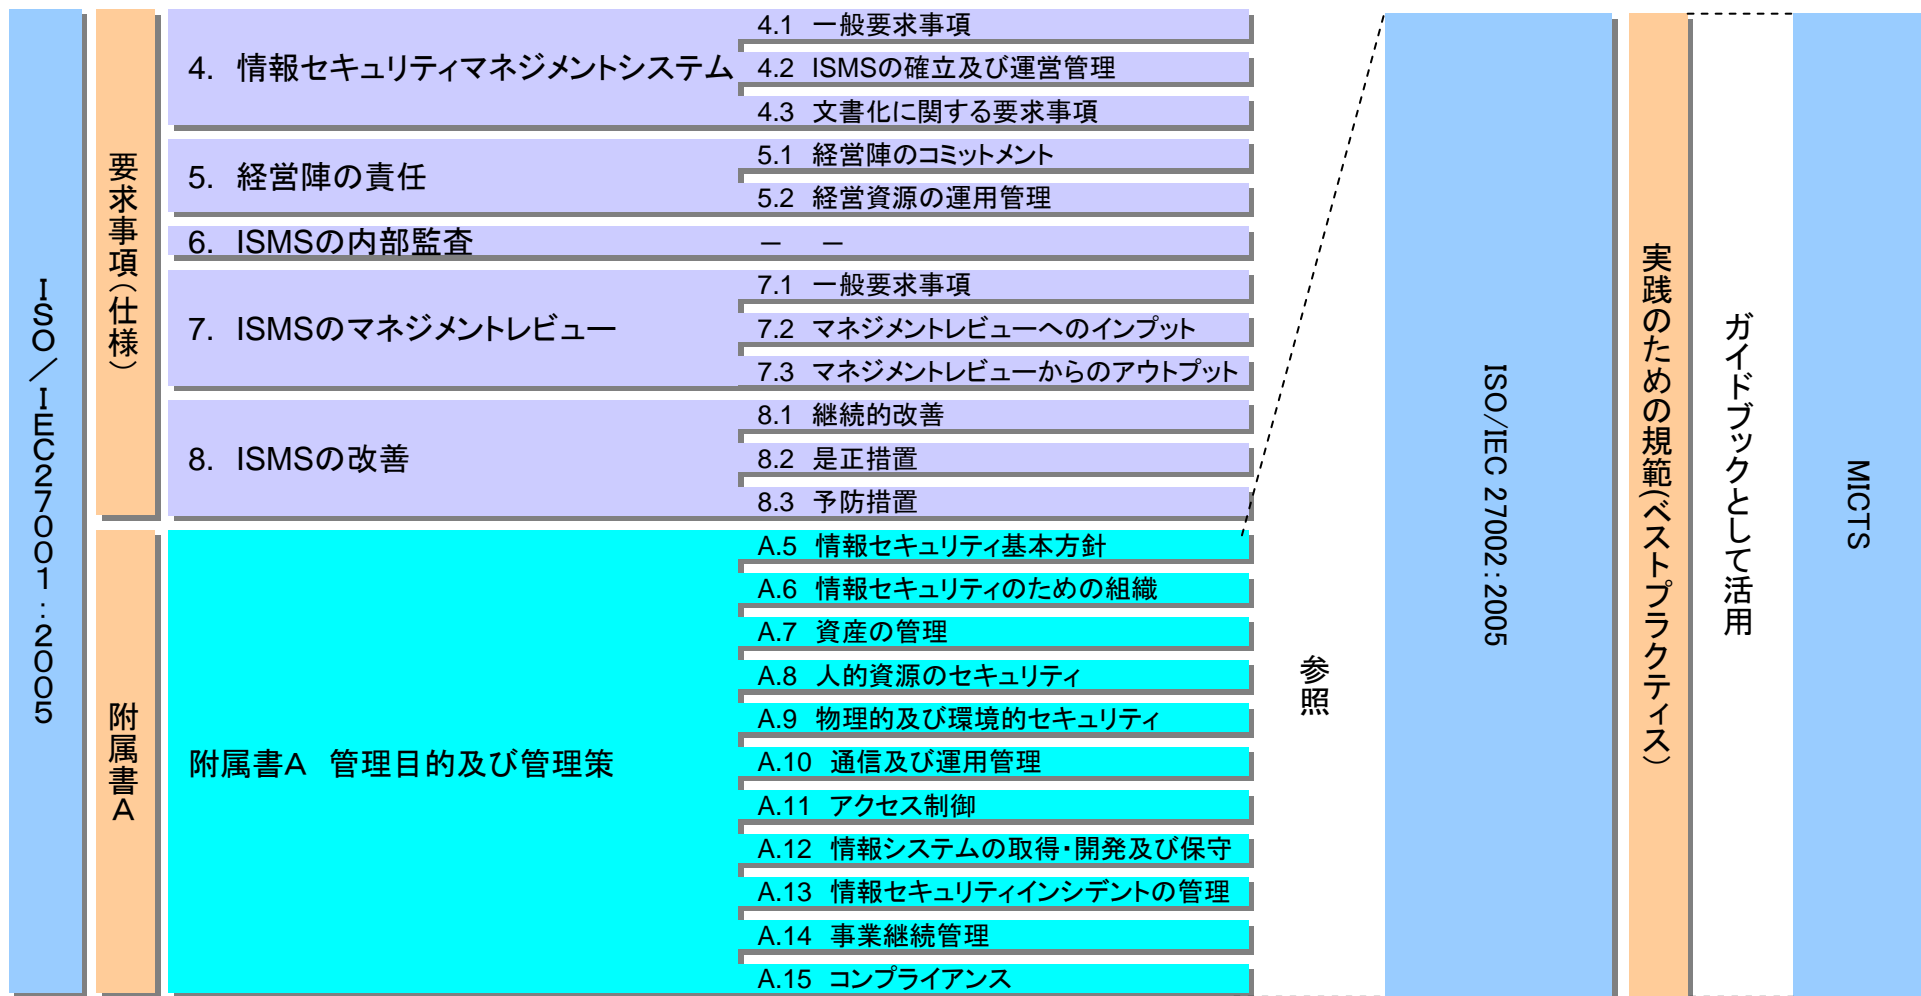 ISO／IEC27001：2005
要求事項（仕様）
4. 情報セキュリティマネジメントシステム
4.1 一般要求事項
4.2 ISMSの確立及び運営管理
4.3 文書化に関する要求事項
5. 経営陣の責任
5.1 経営陣のコミットメント
5.2 経営資源の運用管理
6. ISMSの内部監査
－ －
7. ISMSのマネジメントレビュー
7.1 一般要求事項
7.2 マネジメントレビューへのインプット
7.3 マネジメントレビューからのアウトプット
8. ISMSの改善
8.1 継続的改善
8.2 是正措置
8.3 予防措置
附属書A
附属書A 管理目的及び管理策
A.5 情報セキュリティ基本方針
A.6 情報セキュリティのための組織
A.7 資産の管理
A.8 人的資源のセキュリティ
A.9 物理的及び環境的セキュリティ
A.10 通信及び運用管理
A.11 アクセス制御
A.12 情報システムの取得・開発及び保守
A.13 情報セキュリティインシデントの管理
A.14 事業継続管理
A.15 コンプライアンス
参照
ISO/IEC 27002:2005
実践のための規範(ベストプラクティス）
ガイドブックとして活用
MICTS